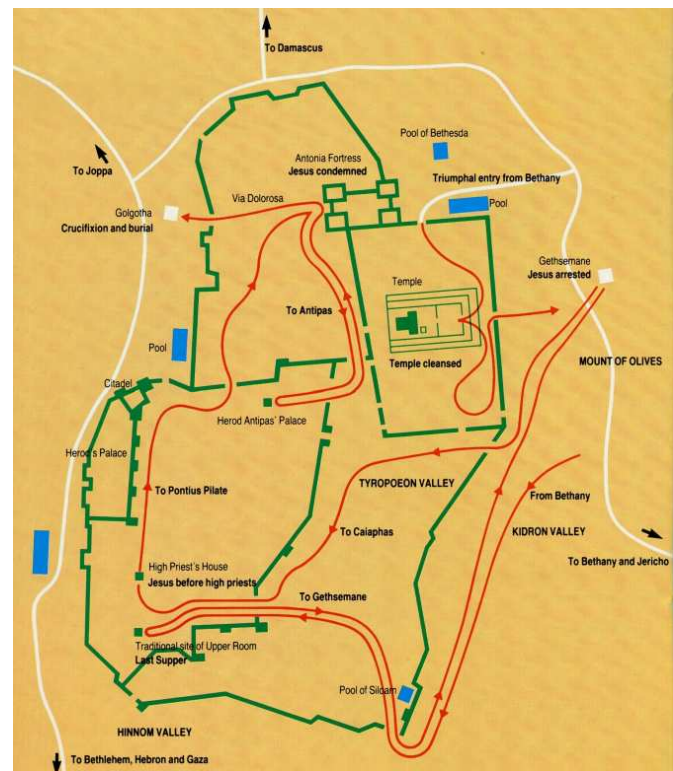 To Damascus
Pool of Bethesda
Antonia Fortress
Jesus condemned
To Joppa
Triumphal entry from Bethany
Via Dolorosa
Pool
Golgotha
Crucifixion and burial
Gethsemane
Jesus arrested
Temple
To Antipas
Pool
Temple cleansed
MOUNT OF OLIVES
Citadel
Herod Antipas' Palace
Herod's Palace
TYROPOEON VALLEY
To Pontius Pilate
From Bethany
To Caiaphas
KIDRON VALLEY
To Bethany and Jericho
High Priest's House
Jesus before high priests
To Gethsemane
Traditional site of Upper Room
Last Supper
Pool of Siloam
HINNOM VALLEY
To Bethlehem, Hebron and Gaza